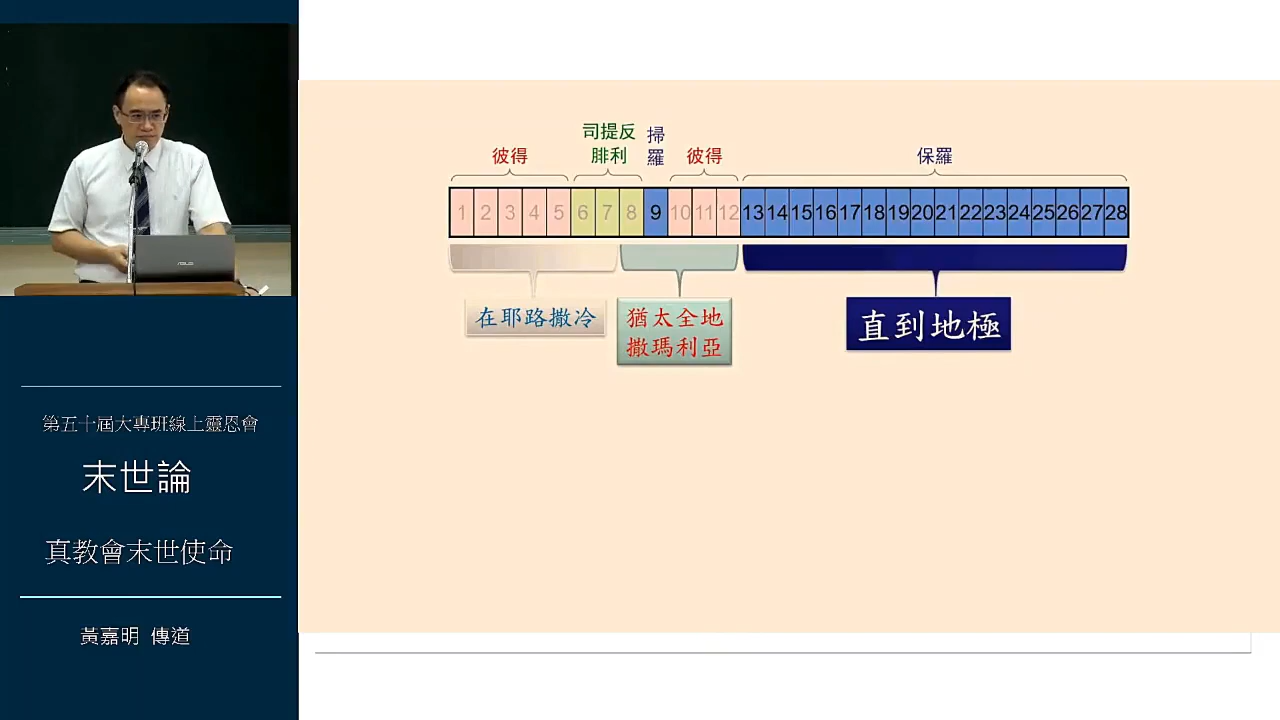 ASUS
第五十屆大專班線上靈恩會
末世論
真教會末世使命
黃嘉明 傳道
彼得
司提反
腓利
掃
羅
彼得
保羅
1 2 3 4 5 6 7 8 9 10 11 12 13 14 15 16 17 18 19 20 21 22 23 24 25 26 27 28
在耶路撒冷
猶太全地
撒瑪利亞
直到地極